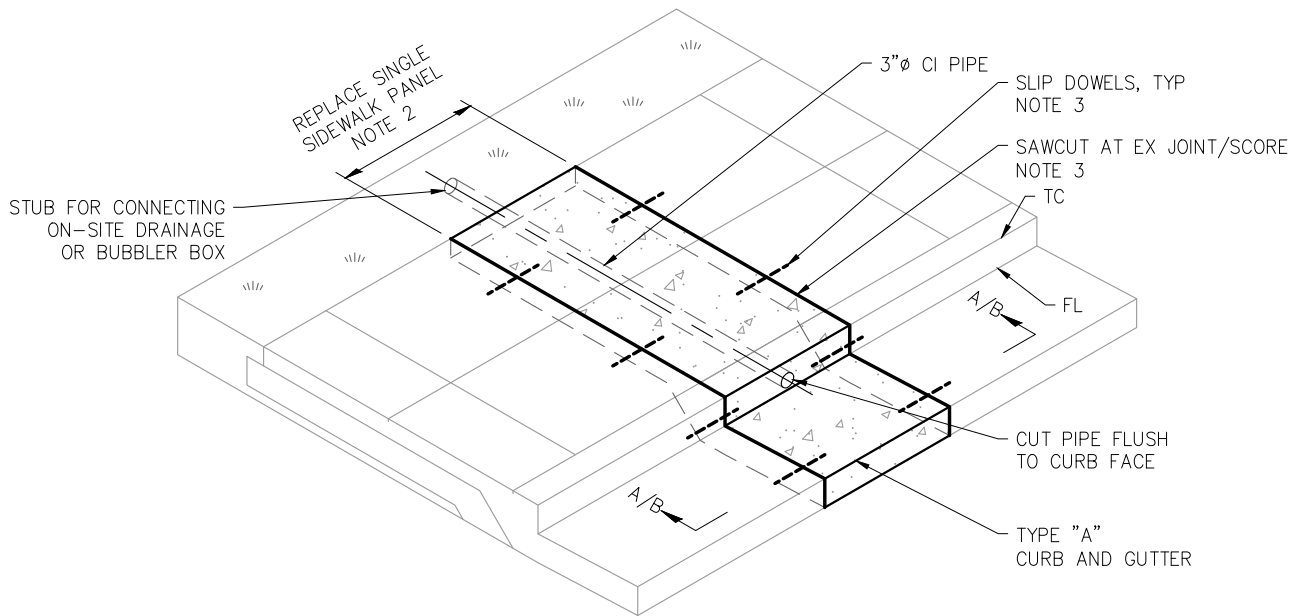 REPLACE SINGLE
SIDEWALK PANEL
NOTE 2
3"ø CI PIPE
SLIP DOWELS, TYP
NOTE 3
SAWCUT AT EX JOINT/SCORE
NOTE 3
TC
STUB FOR CONNECTING
ON-SITE DRAINAGE
OR BUBBLER BOX
A/B
FL
CUT PIPE FLUSH
TO CURB FACE
A/B
TYPE "A"
CURB AND GUTTER